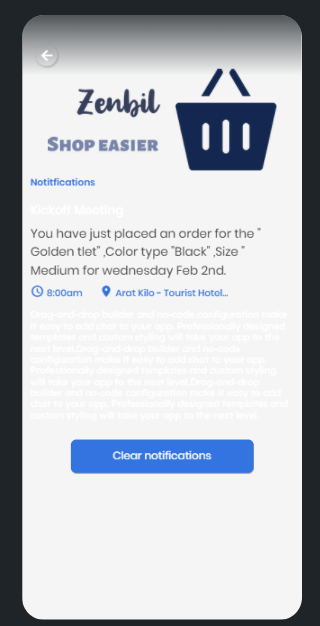 Zenbil
SHOP EASIER
Notitfications
Kickoff Meeting
You have just placed an order for the "
Golden tlet" ,Color type "Black" ,Size "
Medium for wednesday Feb 2nd.
8:00am Arat Kilo - Tourist Hotel...
Drag-and-drop builder and no-code configuration make
it easy to add chat to your app. Professionally designed
templates and custom styling will take your app to the
next level.Drag-and-drop builder and no-code
configuration make it easy to add chat to your app.
Professionally designed templates and custom styling
will take your app to the next level.Drag-and-drop
builder and no-code configuration make it easy to add
chat to your app. Professionally designed templates and
custom styling will take your app to the next level.
Clear notifications